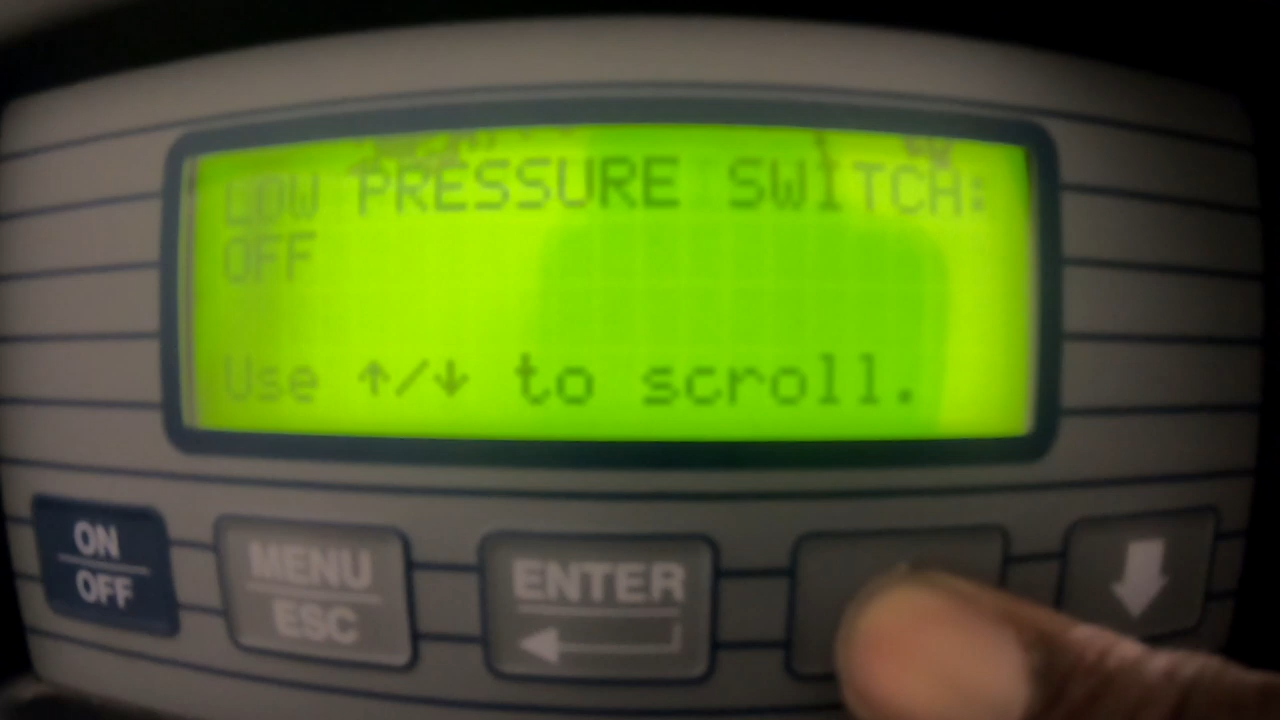 LOW PRESSURE SWITCH:
OFF
Use ↑/↓ to scroll.
ON
OFF
MENU
ESC
ENTER